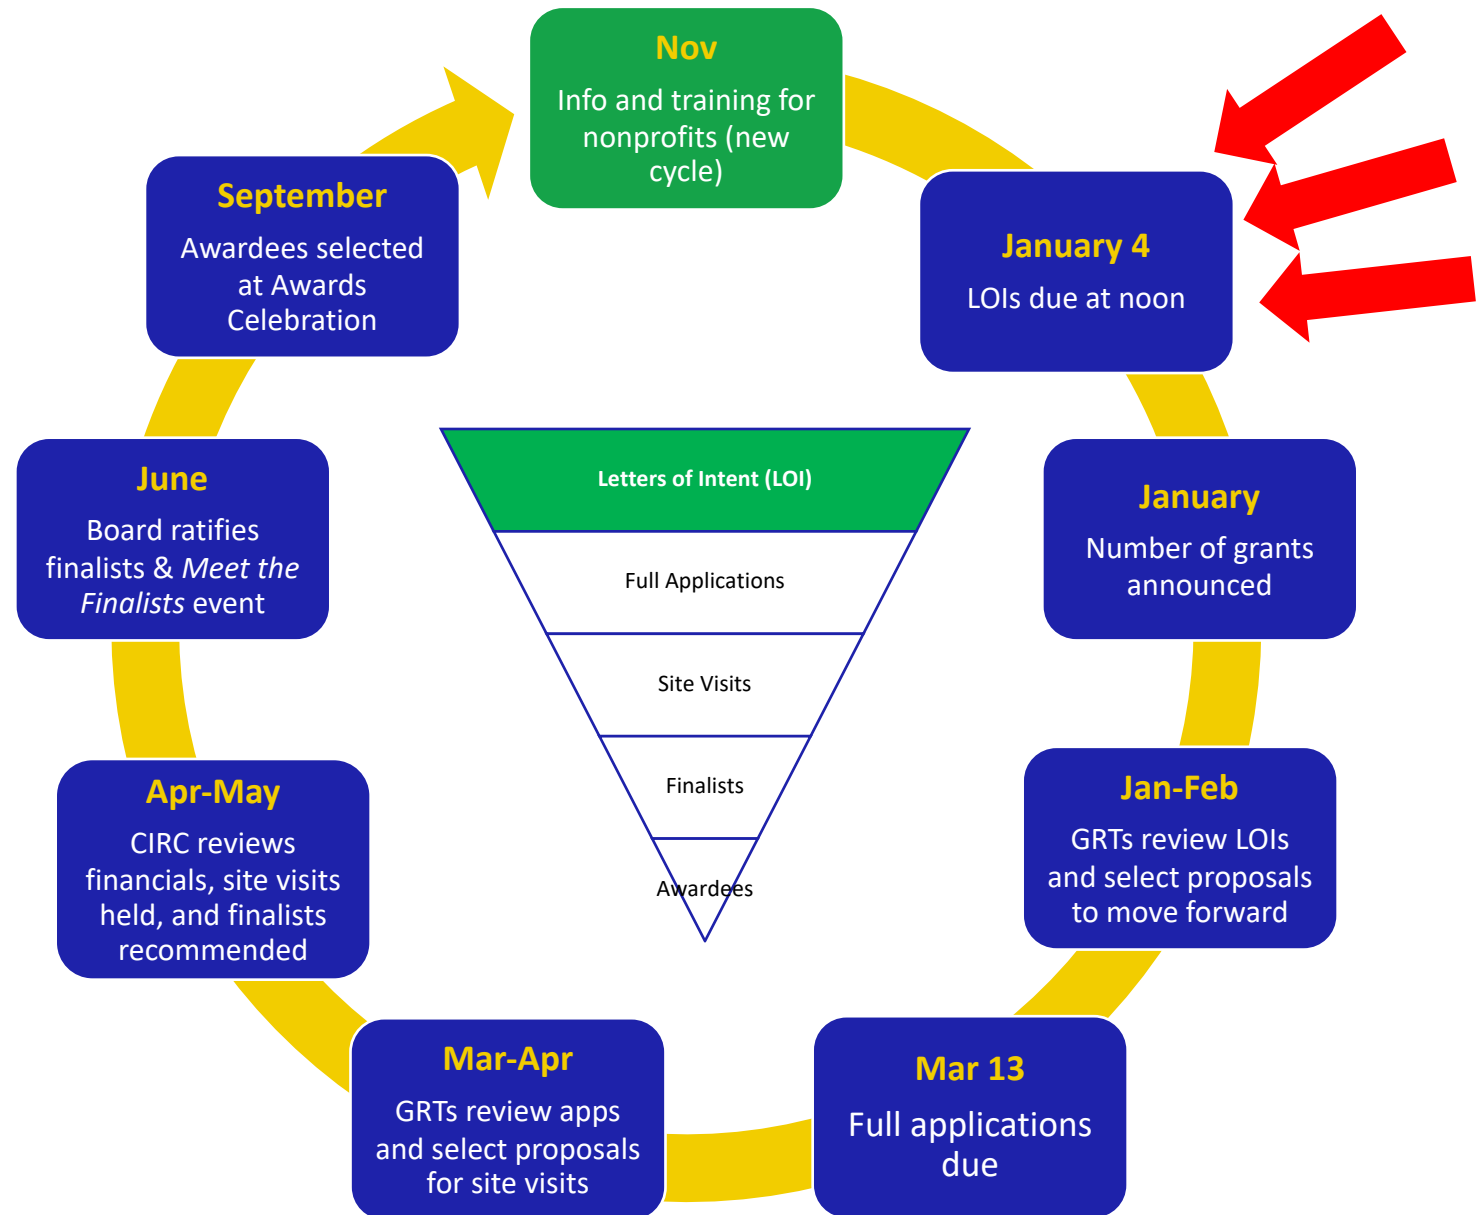 Nov
Info and training for
nonprofits (new
cycle)
January 4
LOIs due at noon
January
Number of grants
announced
Jan-Feb
GRTs review LOIs
and select proposals
to move forward
Mar 13
Full applications
due
Mar-Apr
GRTs review apps
and select proposals
for site visits
Apr-May
CIRC reviews
financials, site visits
held, and finalists
recommended
June
Board ratifies
finalists & Meet the
Finalists event
September
Awardees selected
at Awards
Celebration
Letters of Intent (LOI)
Full Applications
Site Visits
Finalists
Awardees